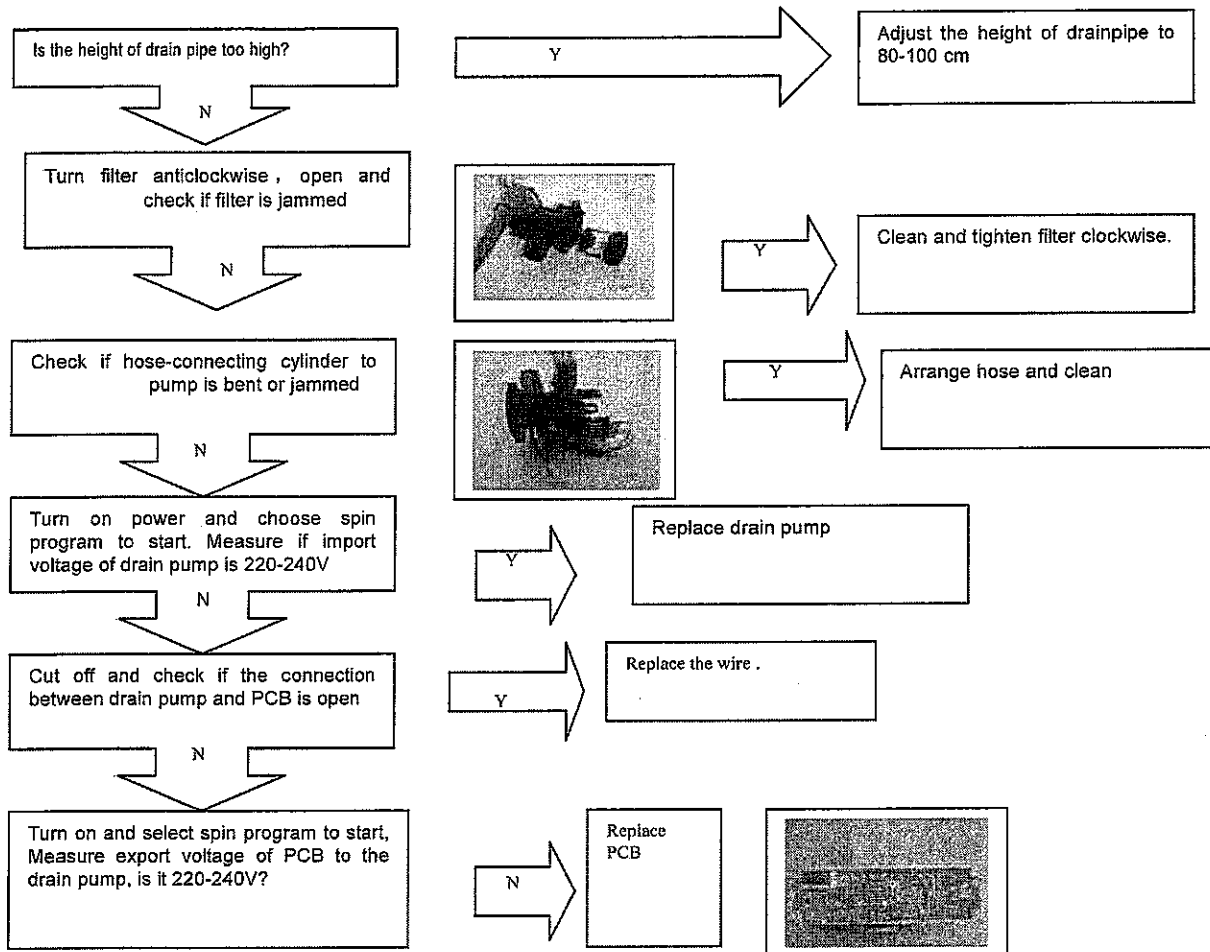 Is the height of drain pipe too high?
Y
Adjust the height of drainpipe to
80-100 cm
N
Turn filter anticlockwise , open and
check if filter is jammed
Y
Clean and tighten filter clockwise.
N
Check if hose-connecting cylinder to
pump is bent or jammed
Y
Arrange hose and clean
N
Turn on power and choose spin
program to start. Measure if import
voltage of drain pump is 220-240V
Y
Replace drain pump
N
Cut off and check if the connection
between drain pump and PCB is open
Y
Replace the wire .
N
Turn on and select spin program to start,
Measure export voltage of PCB to the
drain pump, is it 220-240V?
N
Replace
PCB